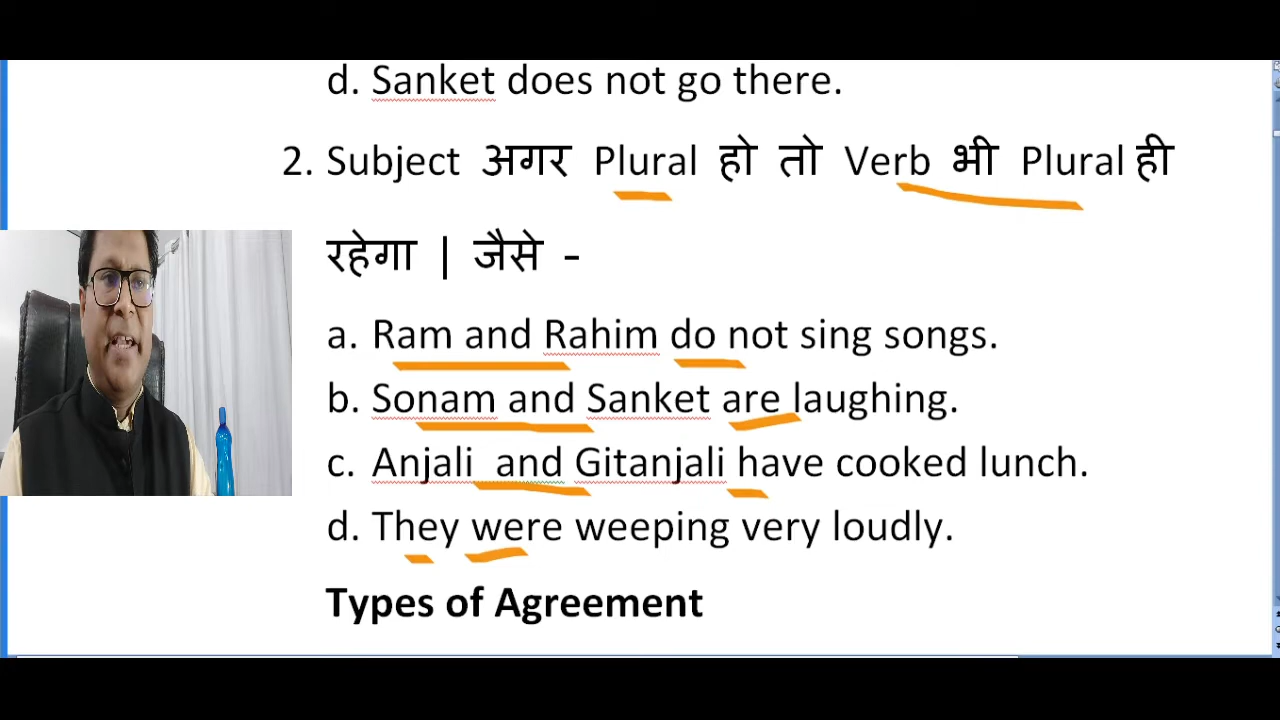 d. Sanket does not go there.
2. Subject अगर Plural हो तो Verb भी Plural ही
रहेगा | जैसे -
a. Ram and Rahim do not sing songs.
b. Sonam and Sanket are laughing.
c. Anjali and Gitanjali have cooked lunch.
d. They were weeping very loudly.
Types of Agreement